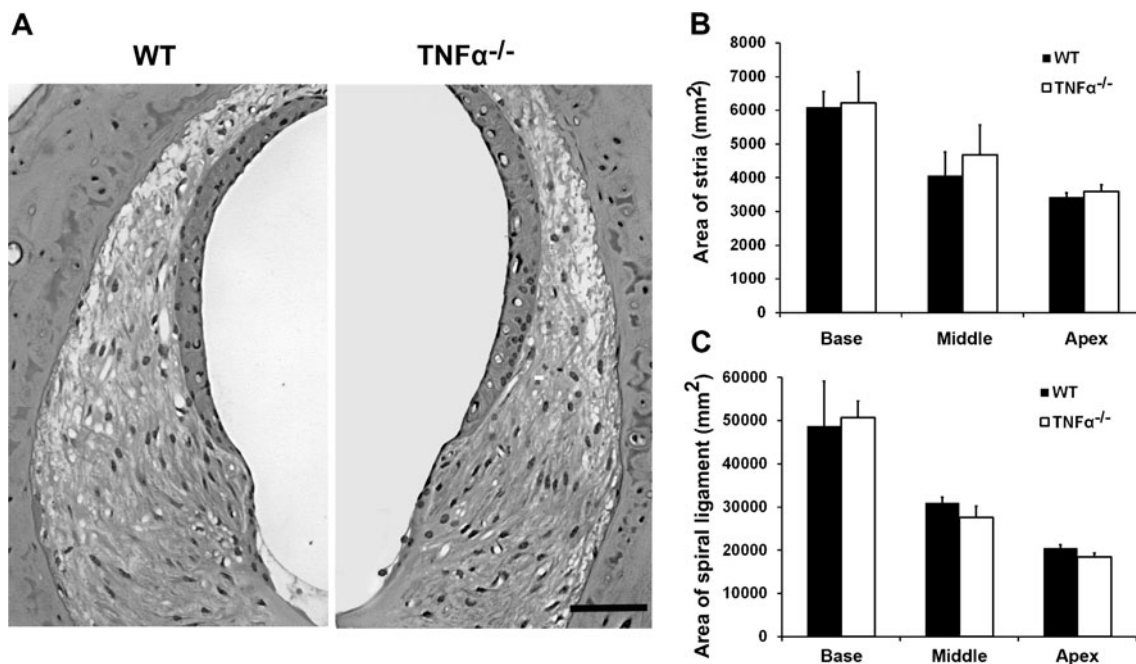 A
WT
TNFα-/-
B
Area of stria (mm2)
8000
7000
6000
5000
4000
3000
2000
1000
0
WT
TNFα-/-
Base Middle Apex
C
Area of spiral ligament (mm2)
60000
50000
40000
30000
20000
10000
0
WT
TNFα-/-
Base Middle Apex